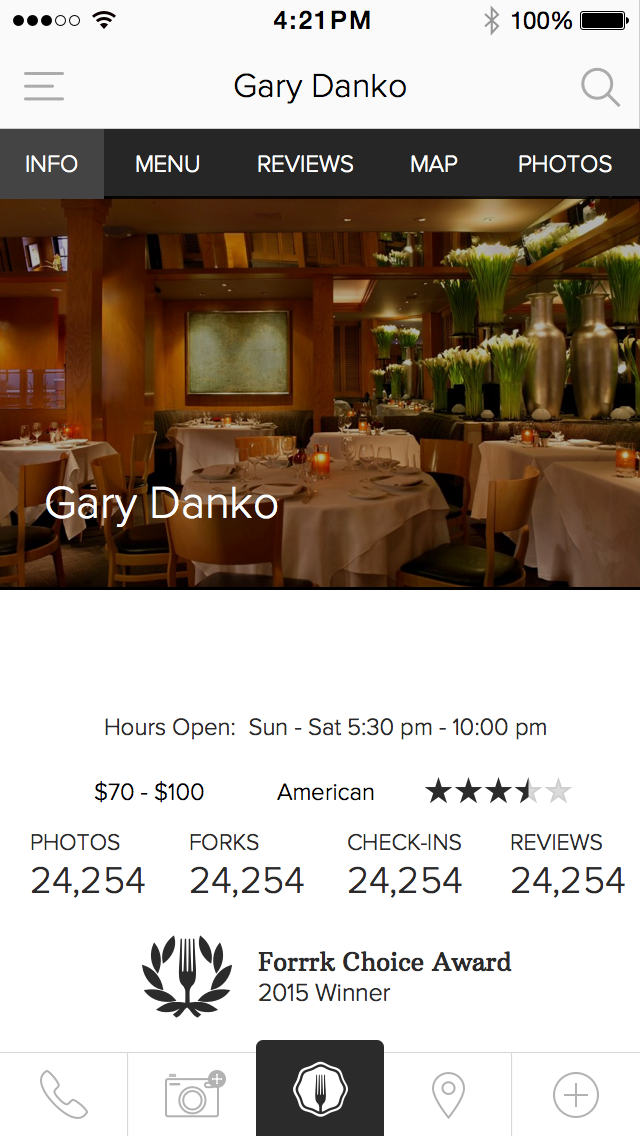 4:21PM
100%
Gary Danko
INFO MENU REVIEWS MAP PHOTOS
Gary Danko
Hours Open: Sun - Sat 5:30 pm - 10:00 pm
$70 - $100 American
PHOTOS FORKS CHECK-INS REVIEWS
24,254 24,254 24,254 24,254
Forrrk Choice Award
2015 Winner